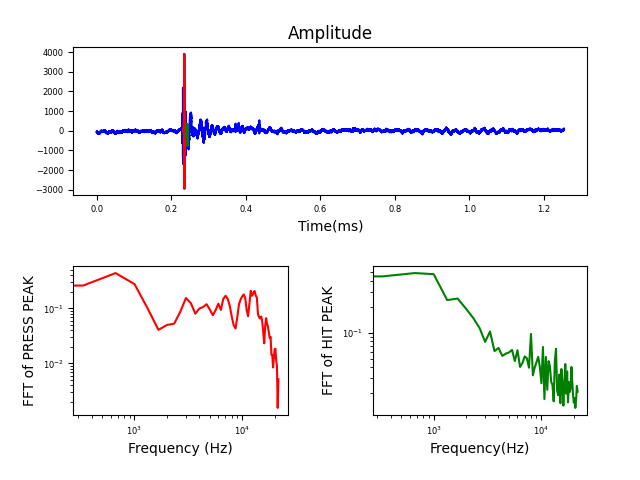 Amplitude
4000
3000
2000
1000
0
−1000
−2000
−3000
0.0 0.2 0.4 0.6 0.8 1.0 1.2
Time(ms)
FFT of PRESS PEAK
10⁻¹
10⁻²
10³ 10⁴
Frequency (Hz)
FFT of HIT PEAK
10⁻¹
10³ 10⁴
Frequency(Hz)